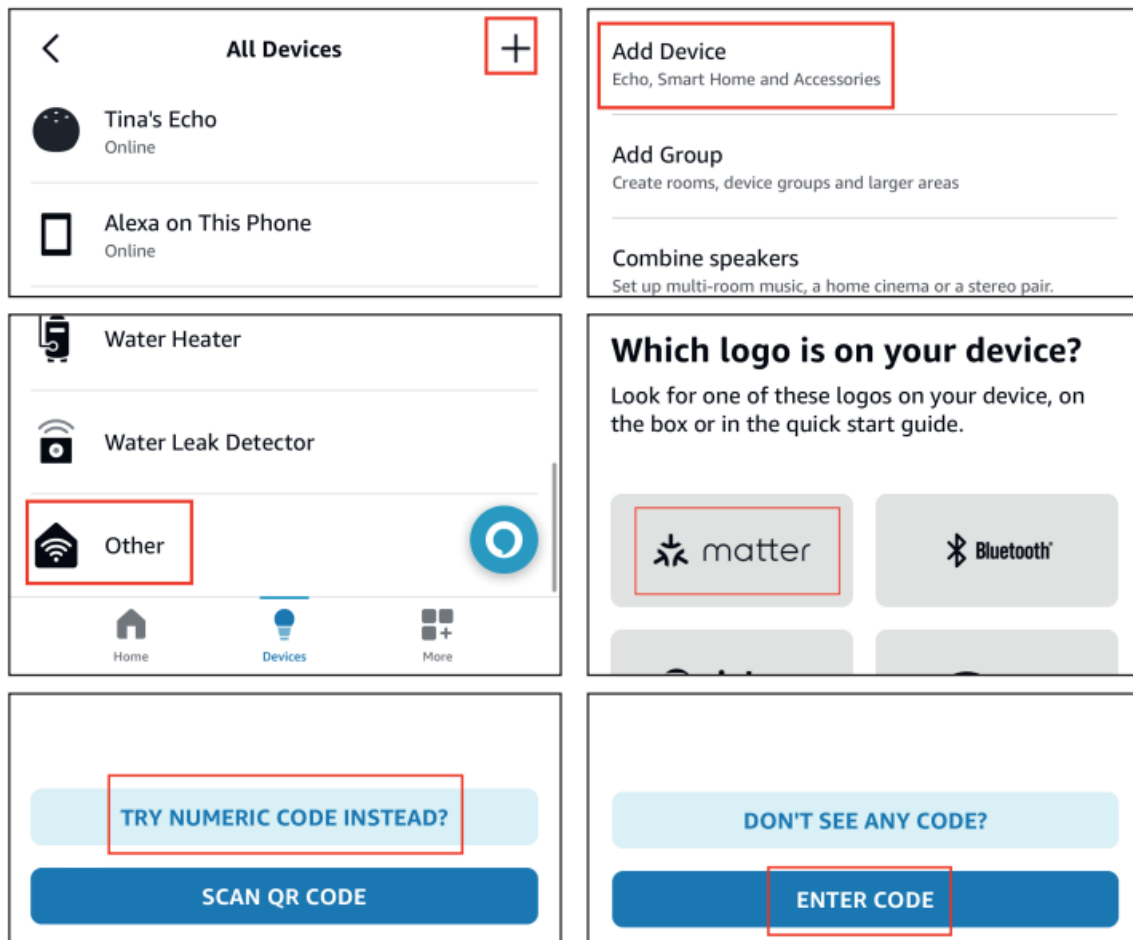 All Devices
Tina's Echo
Online
Alexa on This Phone
Online
Add Device
Echo, Smart Home and Accessories
Add Group
Create rooms, device groups and larger areas
Combine speakers
Set up multi-room music, a home cinema or a stereo pair.
Water Heater
Water Leak Detector
Other
Home
Devices
More
Which logo is on your device?
Look for one of these logos on your device, on
the box or in the quick start guide.
matter
Bluetooth®
TRY NUMERIC CODE INSTEAD?
SCAN QR CODE
DON'T SEE ANY CODE?
ENTER CODE